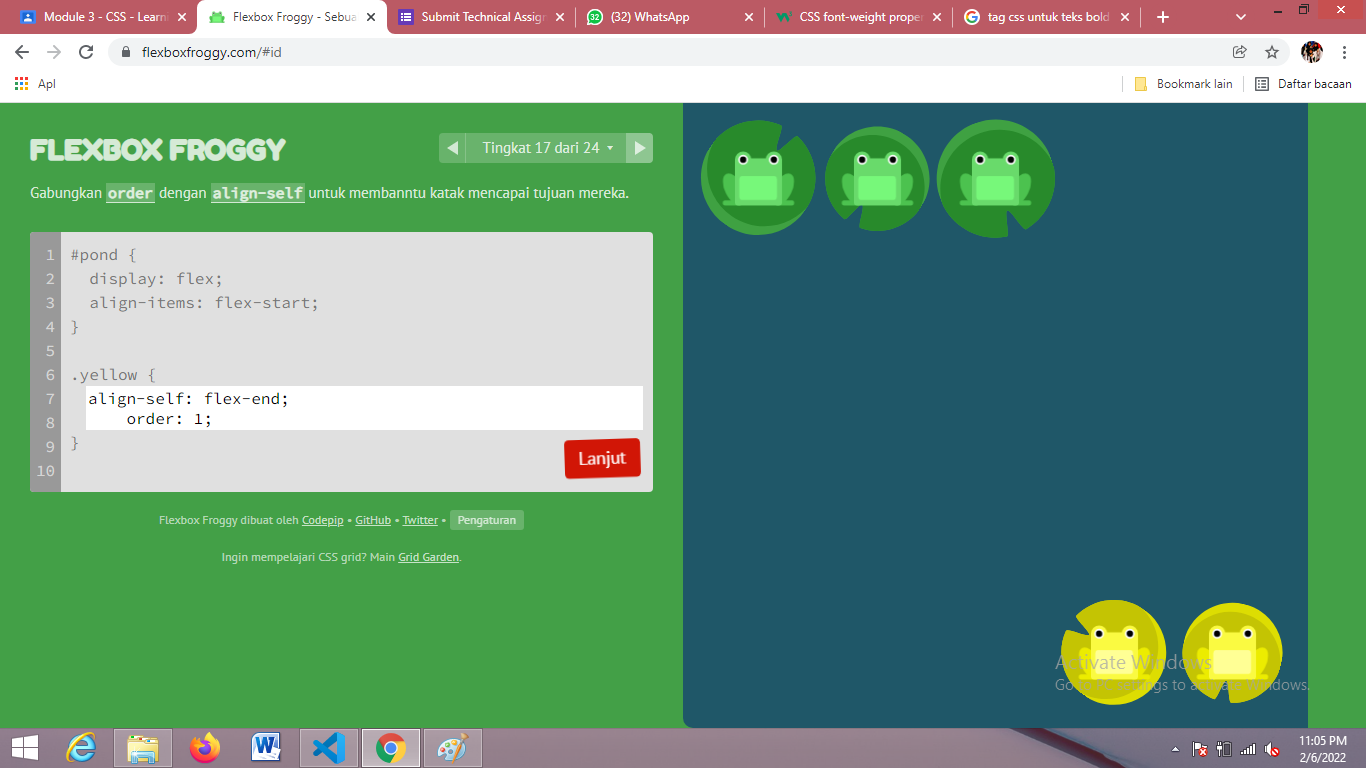 Module 3 - CSS - Learn
Flexbox Froggy - Sebua
Submit Technical Assign
(32) WhatsApp
CSS font-weight proper
tag css untuk teks bold
flexboxfroggy.com/#id
Apl
Bookmark lain
Daftar bacaan
FLEXBOX FROGGY
Tingkat 17 dari 24
Gabungkan order dengan align-self untuk membanntu katak mencapai tujuan mereka.
1 #pond {
2 display: flex;
3 align-items: flex-start;
4 }
5
6 .yellow {
7 align-self: flex-end;
8 order: 1;
9 }
10
Lanjut
Flexbox Froggy dibuat oleh Codepip • GitHub • Twitter • Pengaturan
Ingin mempelajari CSS grid? Main Grid Garden.
Activate Windows
Go to PC settings to activate Windows.
11:05 PM
2/6/2022